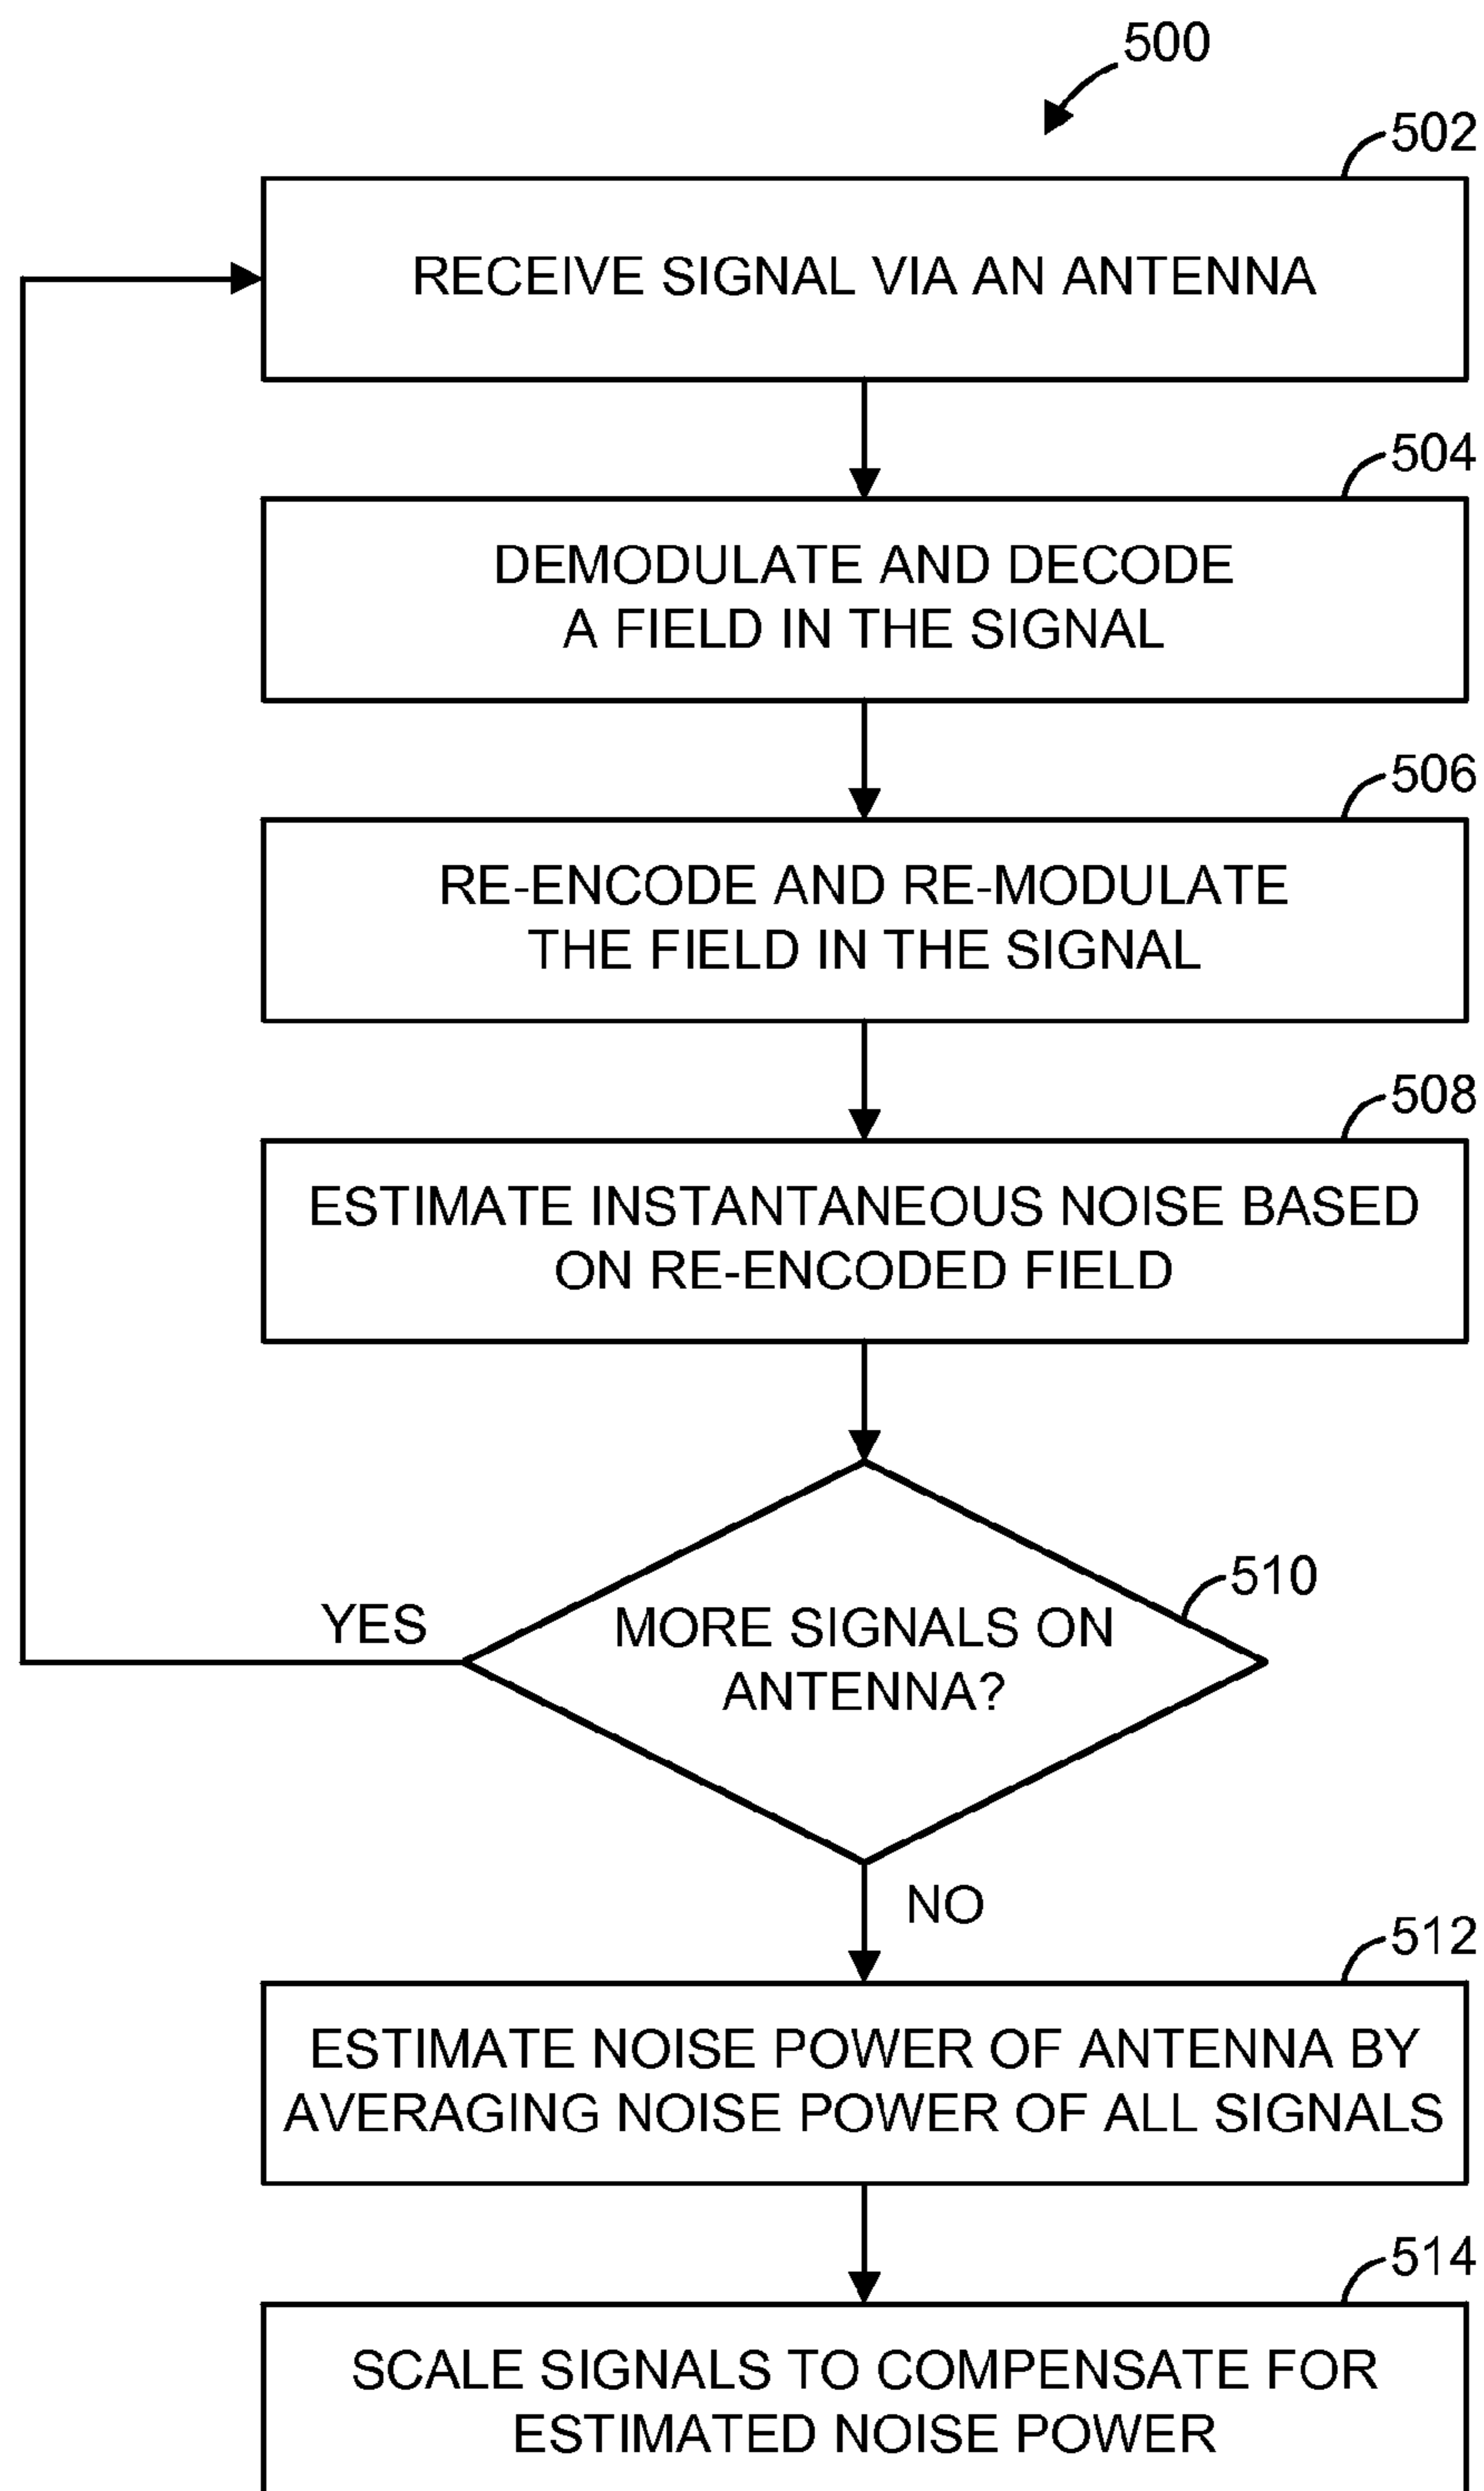 500
502
RECEIVE SIGNAL VIA AN ANTENNA
504
DEMODULATE AND DECODE
A FIELD IN THE SIGNAL
506
RE-ENCODE AND RE-MODULATE
THE FIELD IN THE SIGNAL
508
ESTIMATE INSTANTANEOUS NOISE BASED
ON RE-ENCODED FIELD
510
YES
MORE SIGNALS ON
ANTENNA?
NO
512
ESTIMATE NOISE POWER OF ANTENNA BY
AVERAGING NOISE POWER OF ALL SIGNALS
514
SCALE SIGNALS TO COMPENSATE FOR
ESTIMATED NOISE POWER